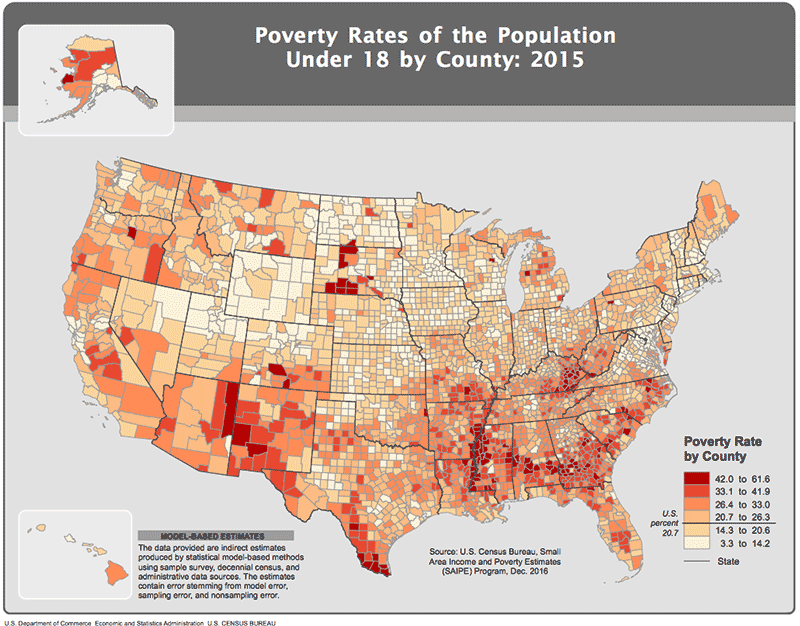 Poverty Rates of the Population
Under 18 by County: 2015
Poverty Rate
by County
42.0 to 61.6
33.1 to 41.9
26.4 to 33.0
20.7 to 26.3
14.3 to 20.6
3.3 to 14.2
U.S.
percent
20.7
State
MODEL-BASED ESTIMATES
The data provided are indirect estimates
produced by statistical model-based methods
using sample survey, decennial census, and
administrative data sources. The estimates
contain error stemming from model error,
sampling error, and nonsampling error.
Source: U.S. Census Bureau, Small
Area Income and Poverty Estimates
(SAIPE) Program, Dec. 2016
U.S. Department of Commerce Economic and Statistics Administration U.S. CENSUS BUREAU